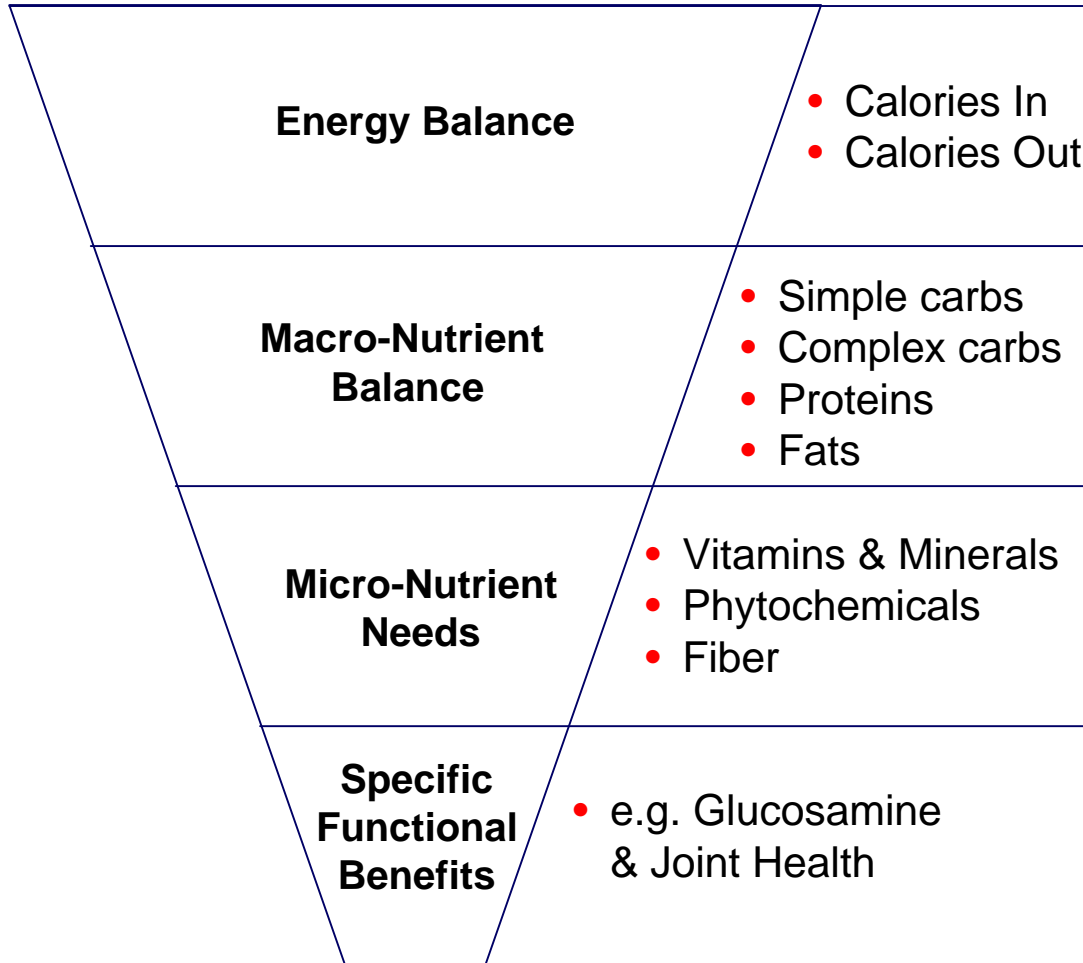 Energy Balance
• Calories In
• Calories Out
Macro-Nutrient
Balance
• Simple carbs
• Complex carbs
• Proteins
• Fats
Micro-Nutrient
Needs
• Vitamins & Minerals
• Phytochemicals
• Fiber
Specific
Functional
Benefits
• e.g. Glucosamine
& Joint Health